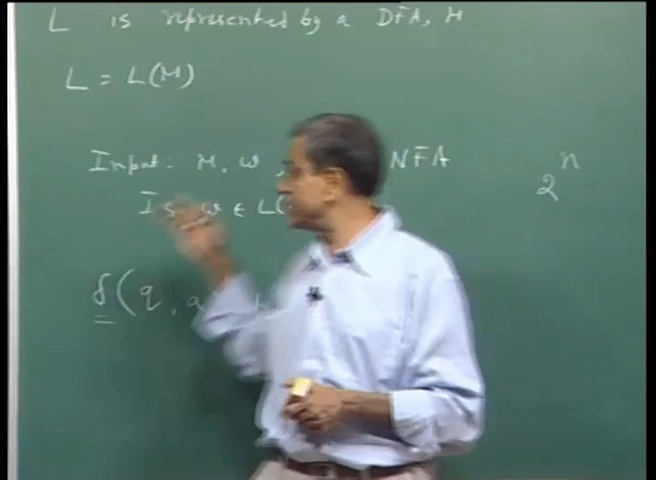 L is represented by a DFA, M
L = L(M)
Input: M, w, NFA
2^n
Is w ∈ L(
δ(q, a